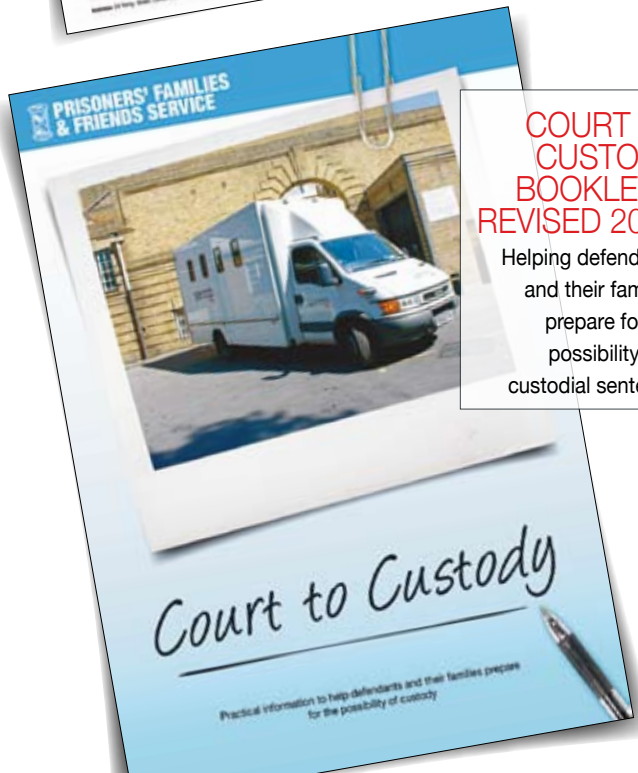 PRISONERS' FAMILIES
& FRIENDS SERVICE
COURT
CUSTO
BOOKLE
REVISED 20
Helping defend
and their fam
prepare fo
possibility
custodial sent
Court to Custody
Practical information to help defendants and their families prepare
for the possibility of custody